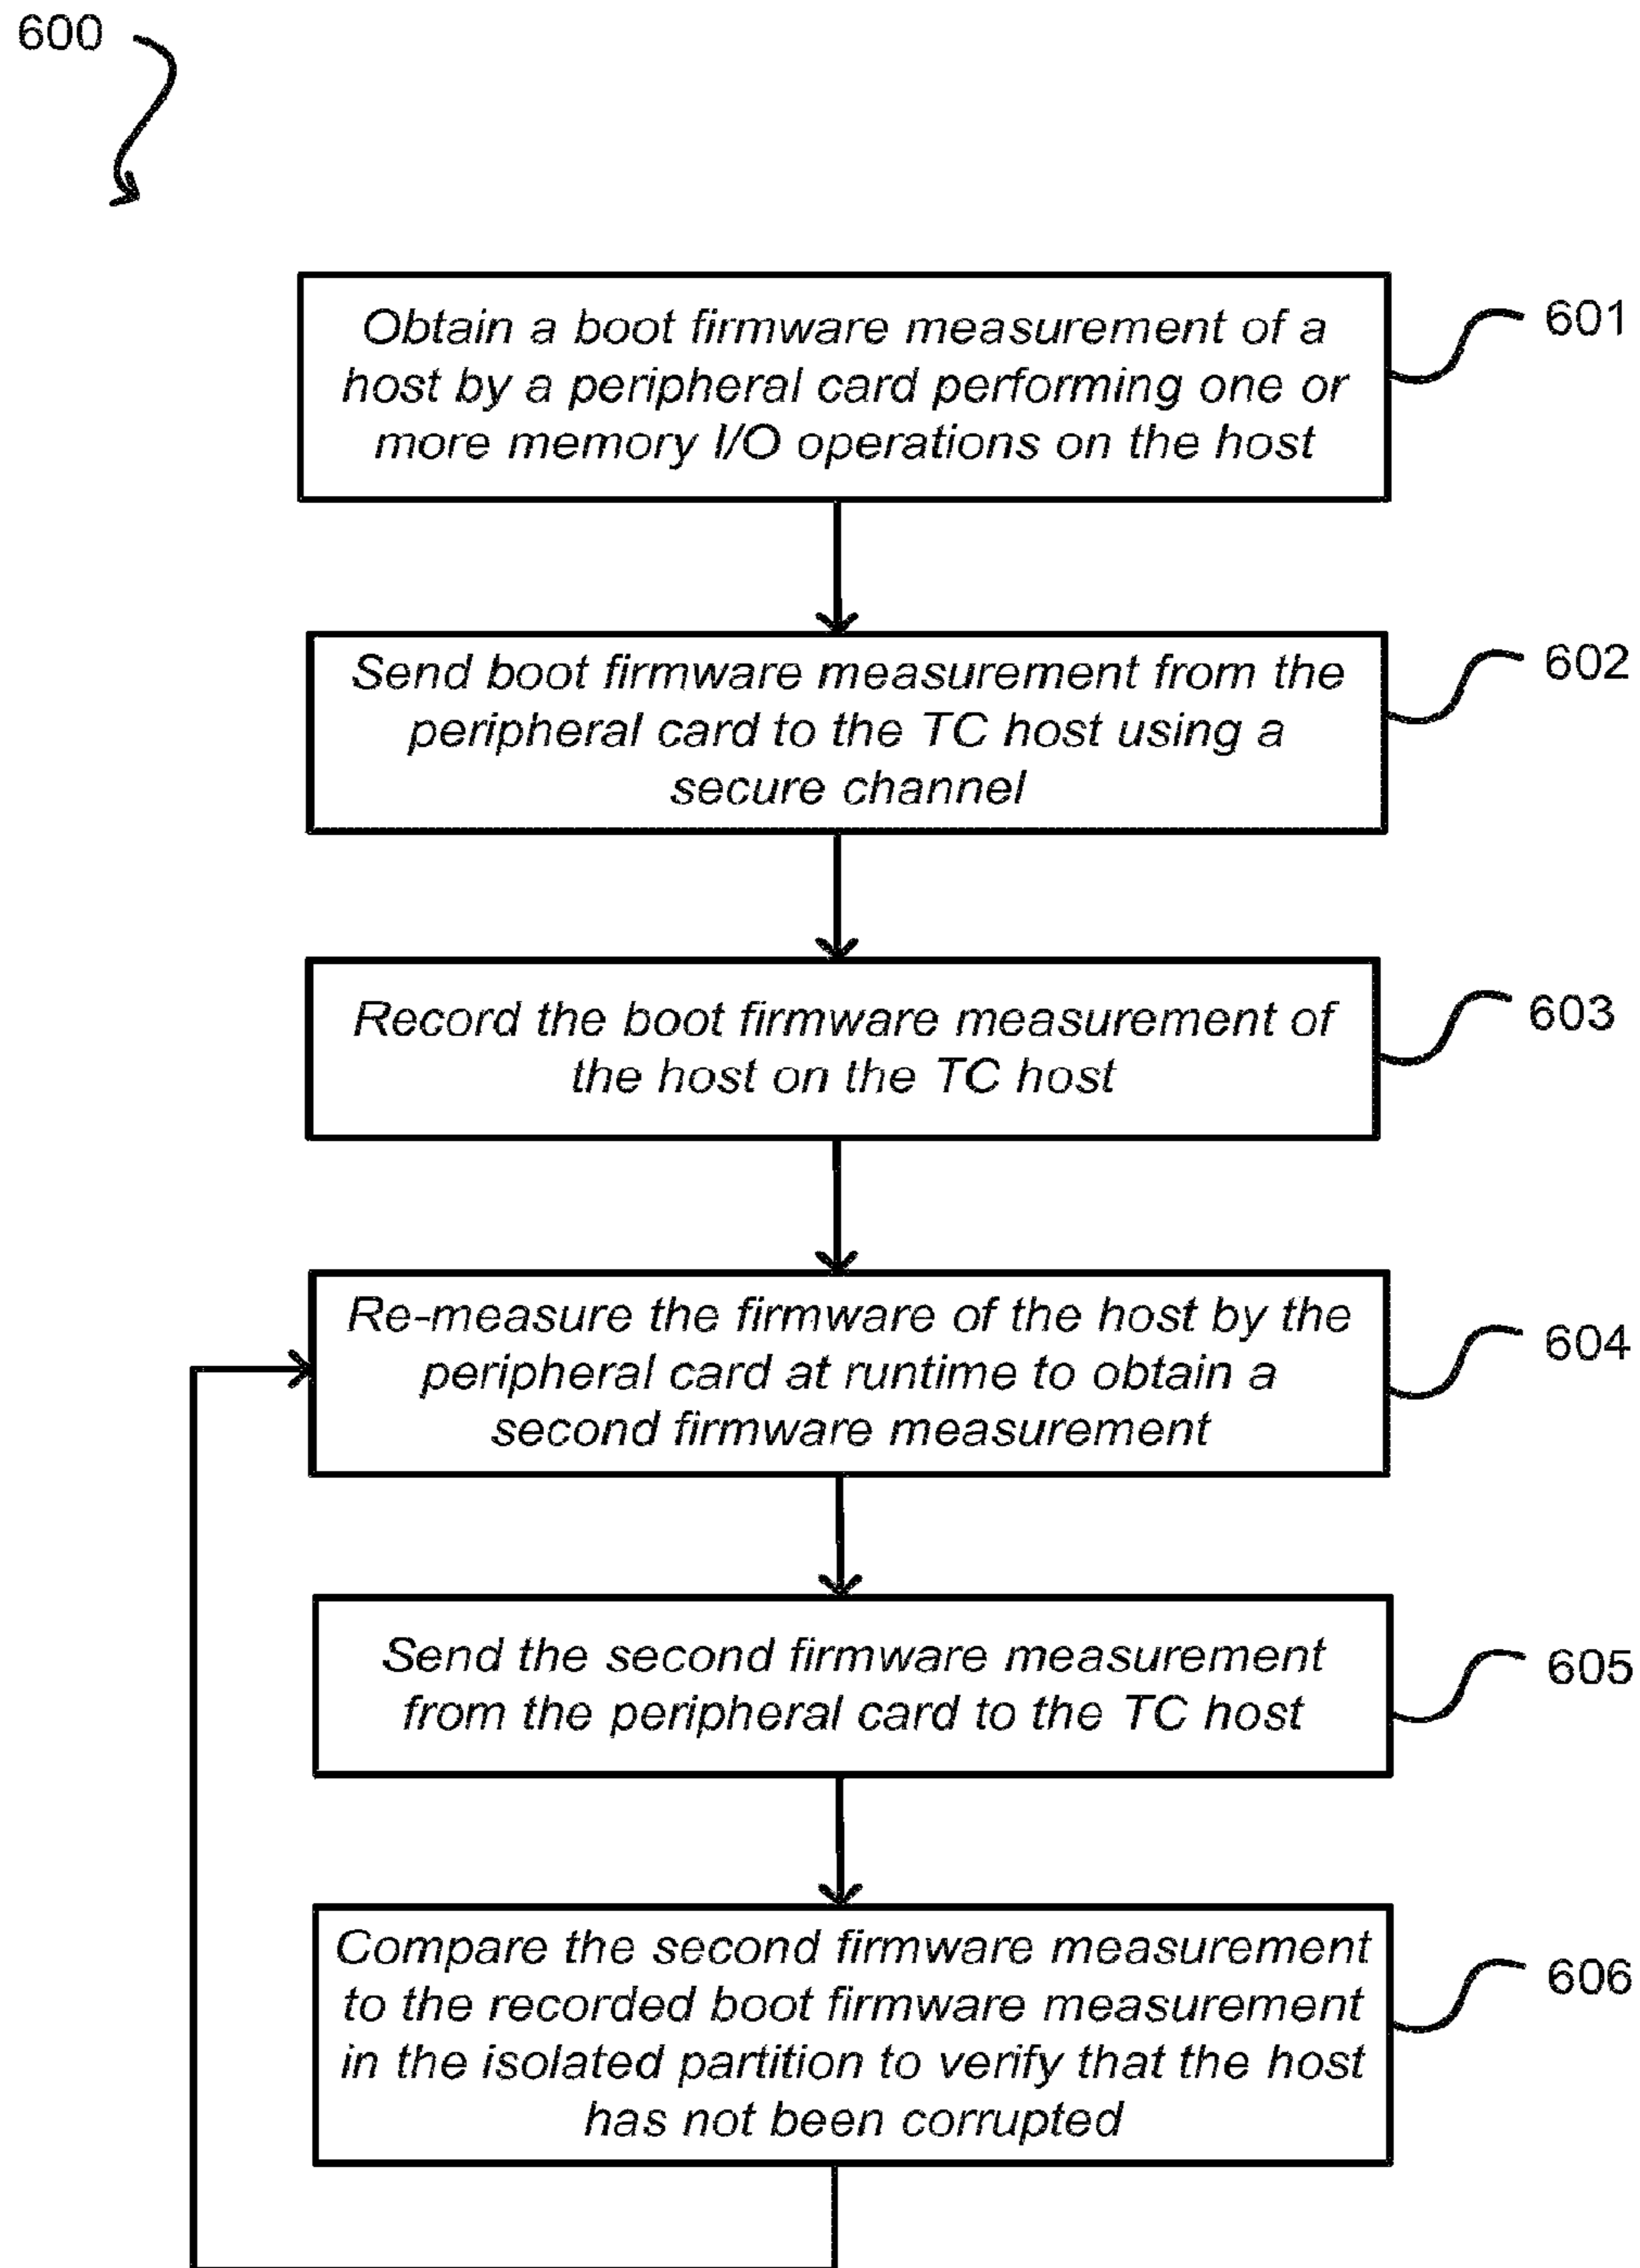 600
Obtain a boot firmware measurement of a
host by a peripheral card performing one or
more memory I/O operations on the host
601
Send boot firmware measurement from the
peripheral card to the TC host using a
secure channel
602
Record the boot firmware measurement of
the host on the TC host
603
Re-measure the firmware of the host by the
peripheral card at runtime to obtain a
second firmware measurement
604
Send the second firmware measurement
from the peripheral card to the TC host
605
Compare the second firmware measurement
to the recorded boot firmware measurement
in the isolated partition to verify that the host
has not been corrupted
606